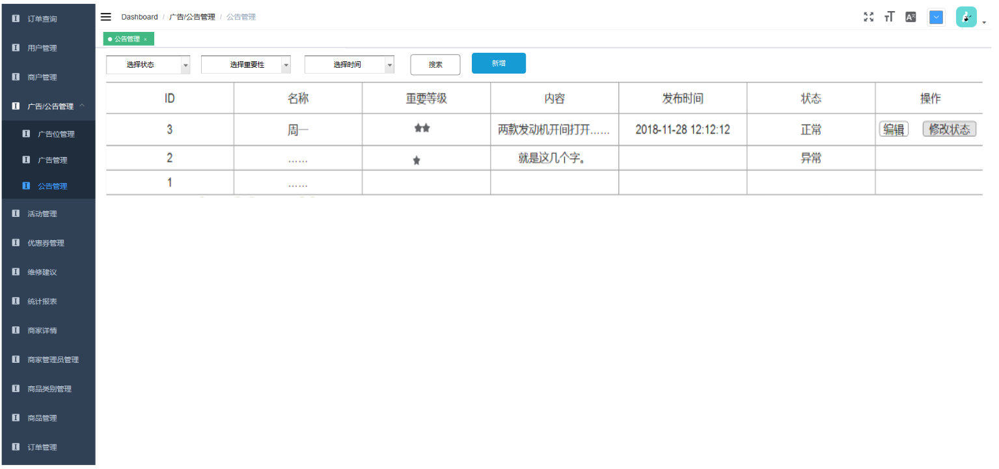 订单查询
用户管理
商户管理
广告/公告管理
广告位管理
广告管理
公告管理
活动管理
优惠券管理
维修建议
统计报表
商家详情
商家管理员管理
商品类别管理
商品管理
订单管理
Dashboard / 广告/公告管理 / 公告管理
公告管理 ×
选择状态 选择重要性 选择时间 搜索 新增
ID 名称 重要等级 内容 发布时间 状态 操作
3 周一 ★★ 两款发动机开间打开…… 2018-11-28 12:12:12 正常 编辑 修改状态
2 …… ★ 就是这几个字。 异常
1 ……